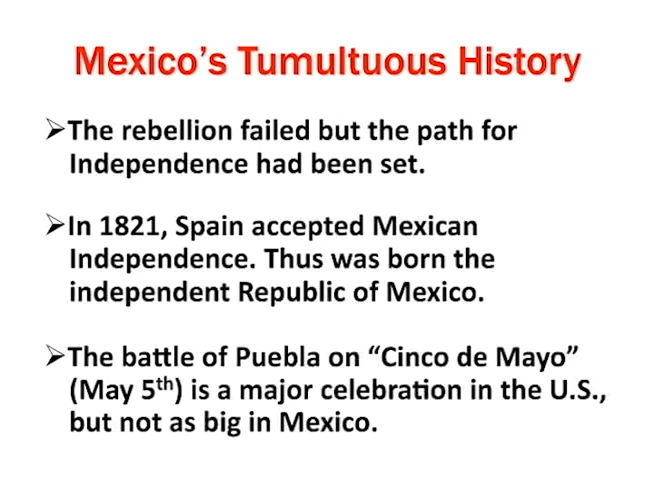 Mexico's Tumultuous History
➢The rebellion failed but the path for
Independence had been set.
➢In 1821, Spain accepted Mexican
Independence. Thus was born the
independent Republic of Mexico.
➢The battle of Puebla on “Cinco de Mayo”
(May 5th) is a major celebration in the U.S.,
but not as big in Mexico.